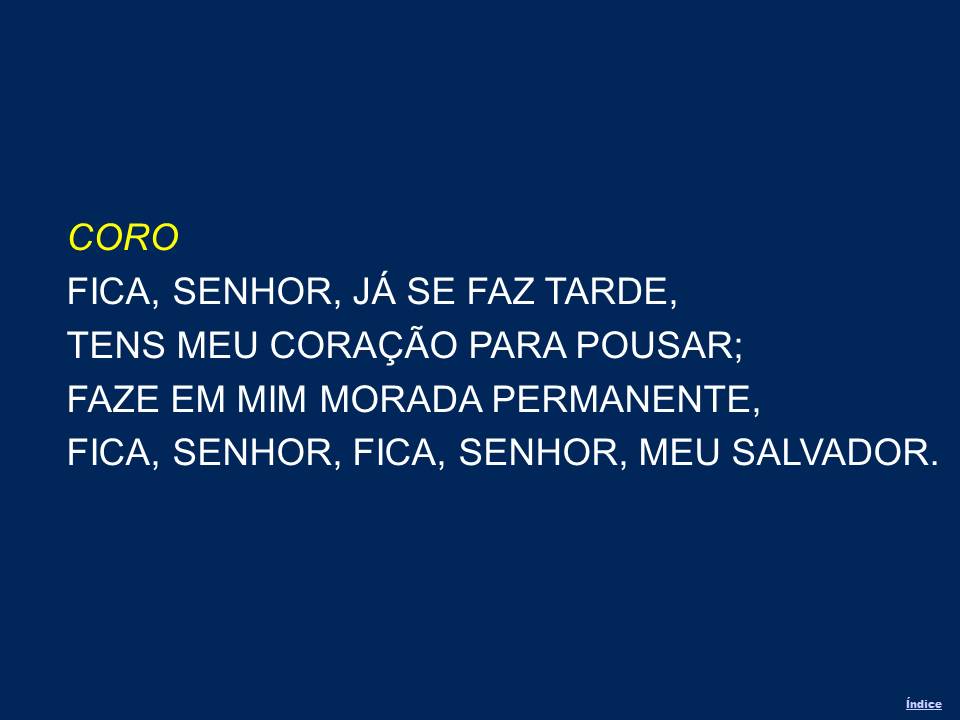 CORO
FICA, SENHOR, JÁ SE FAZ TARDE,
TENS MEU CORAÇÃO PARA POUSAR;
FAZE EM MIM MORADA PERMANENTE,
FICA, SENHOR, FICA, SENHOR, MEU SALVADOR.
Índice